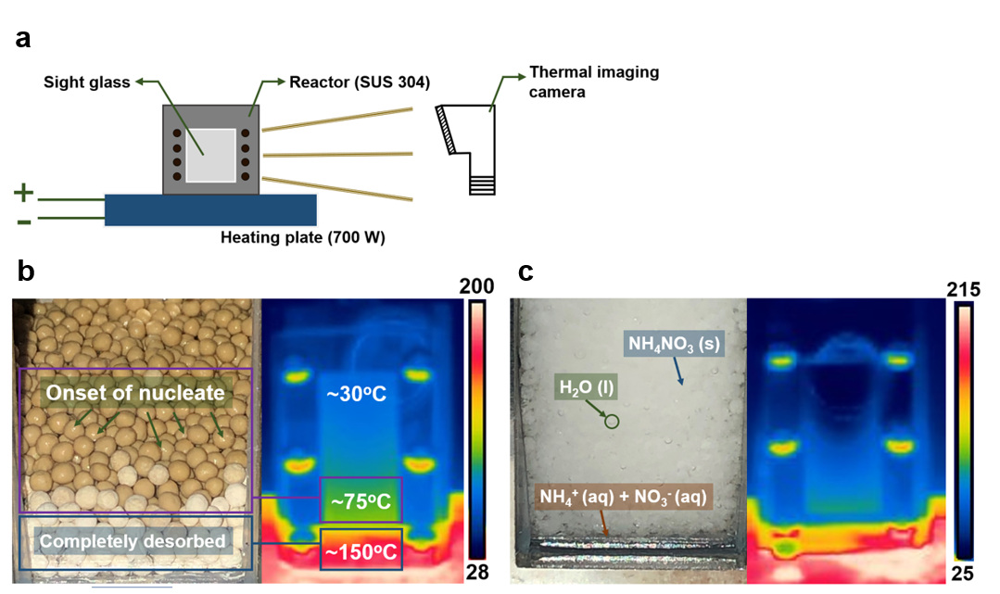 a
Sight glass
Reactor (SUS 304)
Thermal imaging
camera
+
-
Heating plate (700 W)
b
Onset of nucleate
Completely desorbed
~30°C
~75°C
~150°C
200
28
c
NH₄NO₃ (s)
H₂O (l)
NH₄⁺ (aq) + NO₃⁻ (aq)
215
25